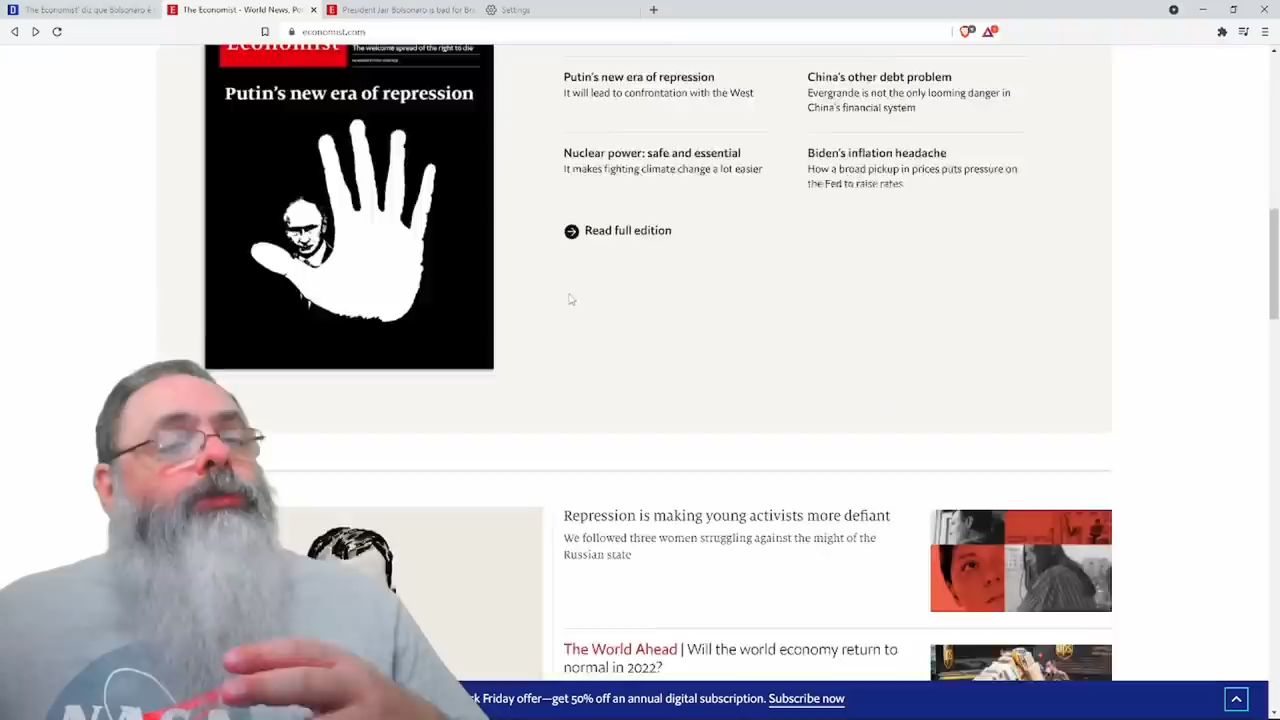 'The Economist' diz que Bolsonaro é
The Economist - World News, Po
President Jair Bolsonaro is bad for Br
Settings
economist.com
Economist
The welcome spread of the right to die
Putin's new era of repression
Putin's new era of repression
It will lead to confrontation with the West
China's other debt problem
Evergrande is not the only looming danger in
China's financial system
Nuclear power: safe and essential
It makes fighting climate change a lot easier
Biden's inflation headache
How a broad pickup in prices puts pressure on
the Fed to raise rates
Read full edition
Repression is making young activists more defiant
We followed three women struggling against the might of the
Russian state
The World Ahead | Will the world economy return to
normal in 2022?
k Friday offer—get 50% off an annual digital subscription. Subscribe now